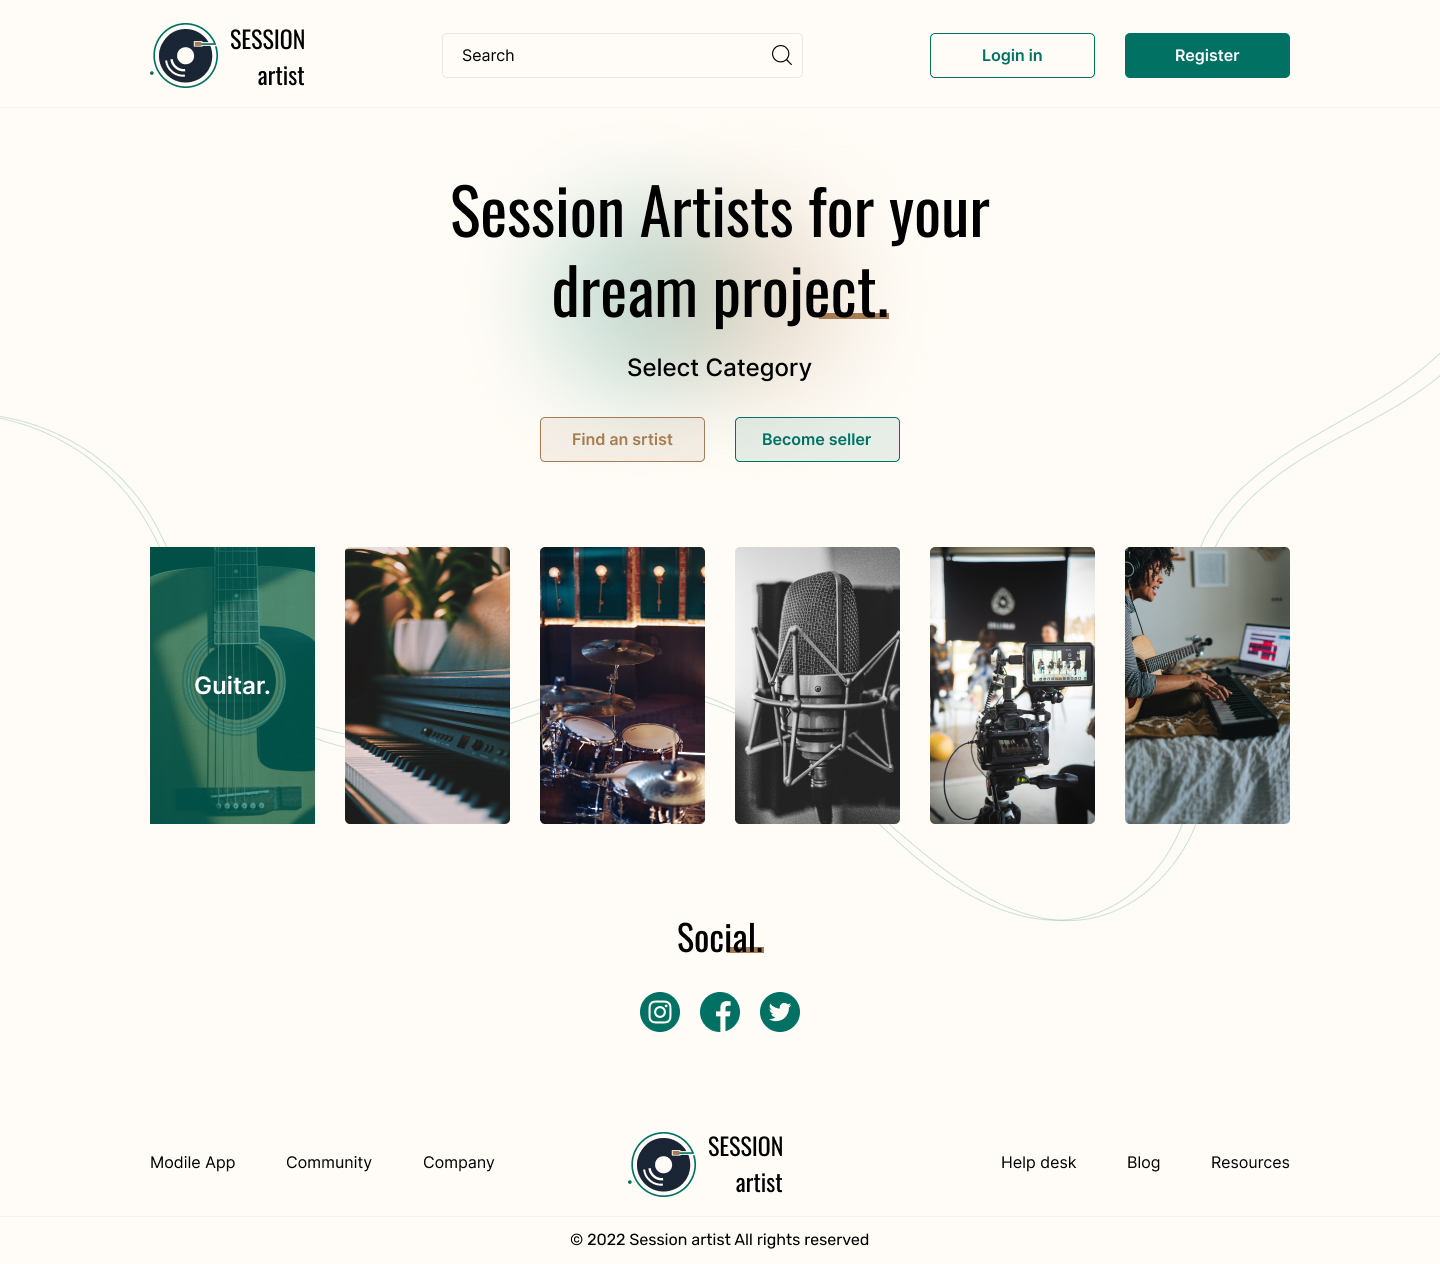 SESSION
artist
Search
Login in
Register
Session Artists for your
dream project.
Select Category
Find an srtist
Become seller
Guitar.
Social.
Modile App
Community
Company
SESSION
artist
Help desk
Blog
Resources
© 2022 Session artist All rights reserved